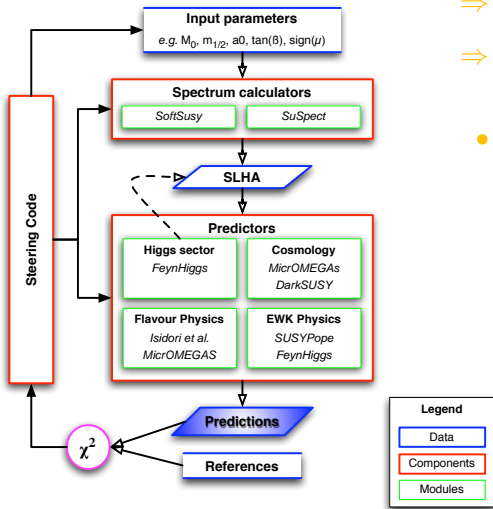 Input parameters
e.g. M0, m1/2, a0, tan(ß), sign(μ)
⇒
⇒
•
Spectrum calculators
SoftSusy
SuSpect
SLHA
Steering Code
Predictors
Higgs sector
FeynHiggs
Cosmology
MicrOMEGAs
DarkSUSY
Flavour Physics
Isidori et al.
MicrOMEGAS
EWK Physics
SUSYPope
FeynHiggs
Predictions
χ²
References
Legend
Data
Components
Modules